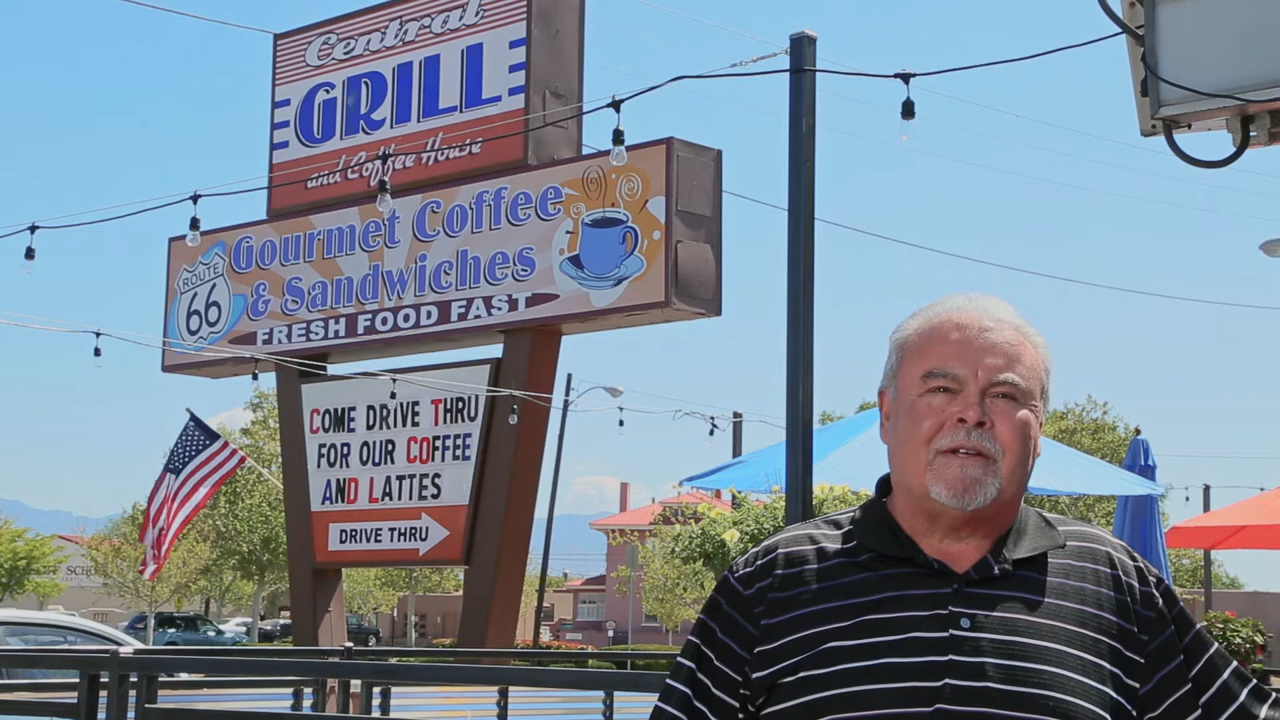 Central
GRILL
and Coffee House
ROUTE
66
Gourmet Coffee
& Sandwiches
FRESH FOOD FAST
COME DRIVE THRU
FOR OUR COFFEE
AND LATTES
DRIVE THRU